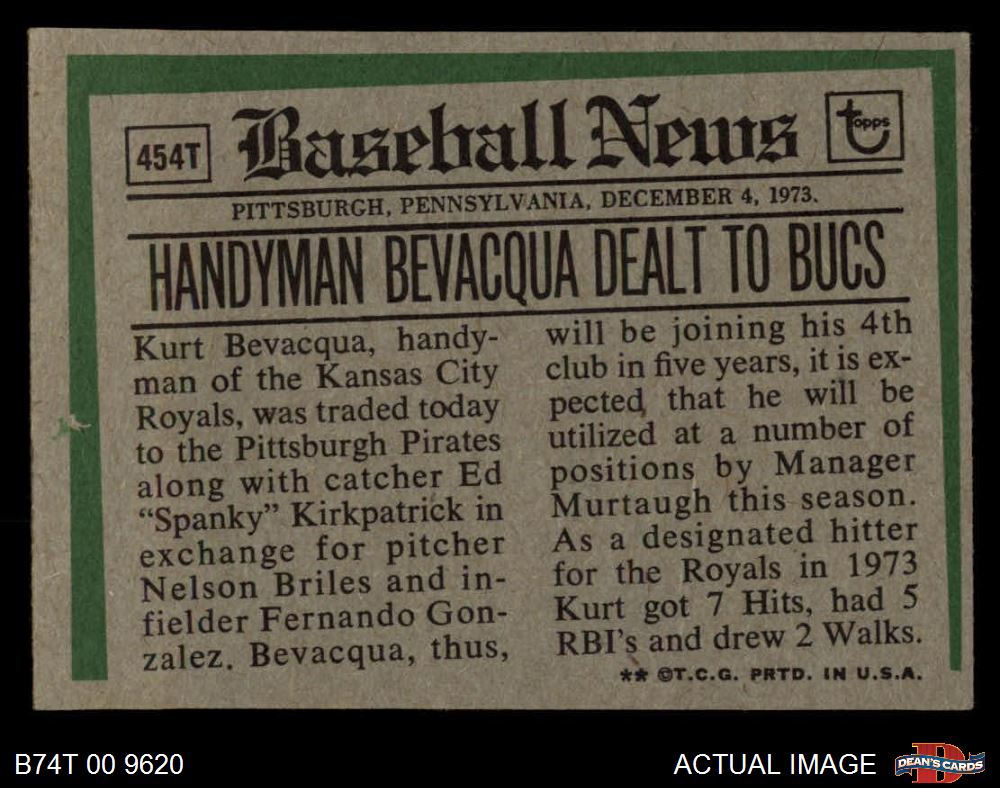 454T
Baseball News
topps
PITTSBURGH, PENNSYLVANIA, DECEMBER 4, 1973.
HANDYMAN BEVACQUA DEALT TO BUCS
Kurt Bevacqua, handy-
man of the Kansas City
Royals, was traded today
to the Pittsburgh Pirates
along with catcher Ed
“Spanky” Kirkpatrick in
exchange for pitcher
Nelson Briles and in-
fielder Fernando Gon-
zalez. Bevacqua, thus,
will be joining his 4th
club in five years, it is ex-
pected that he will be
utilized at a number of
positions by Manager
Murtaugh this season.
As a designated hitter
for the Royals in 1973
Kurt got 7 Hits, had 5
RBI's and drew 2 Walks.
** ©T.C.G. PRTD. IN U.S.A.
B74T 00 9620
ACTUAL IMAGE
D
DEAN'S CARDS